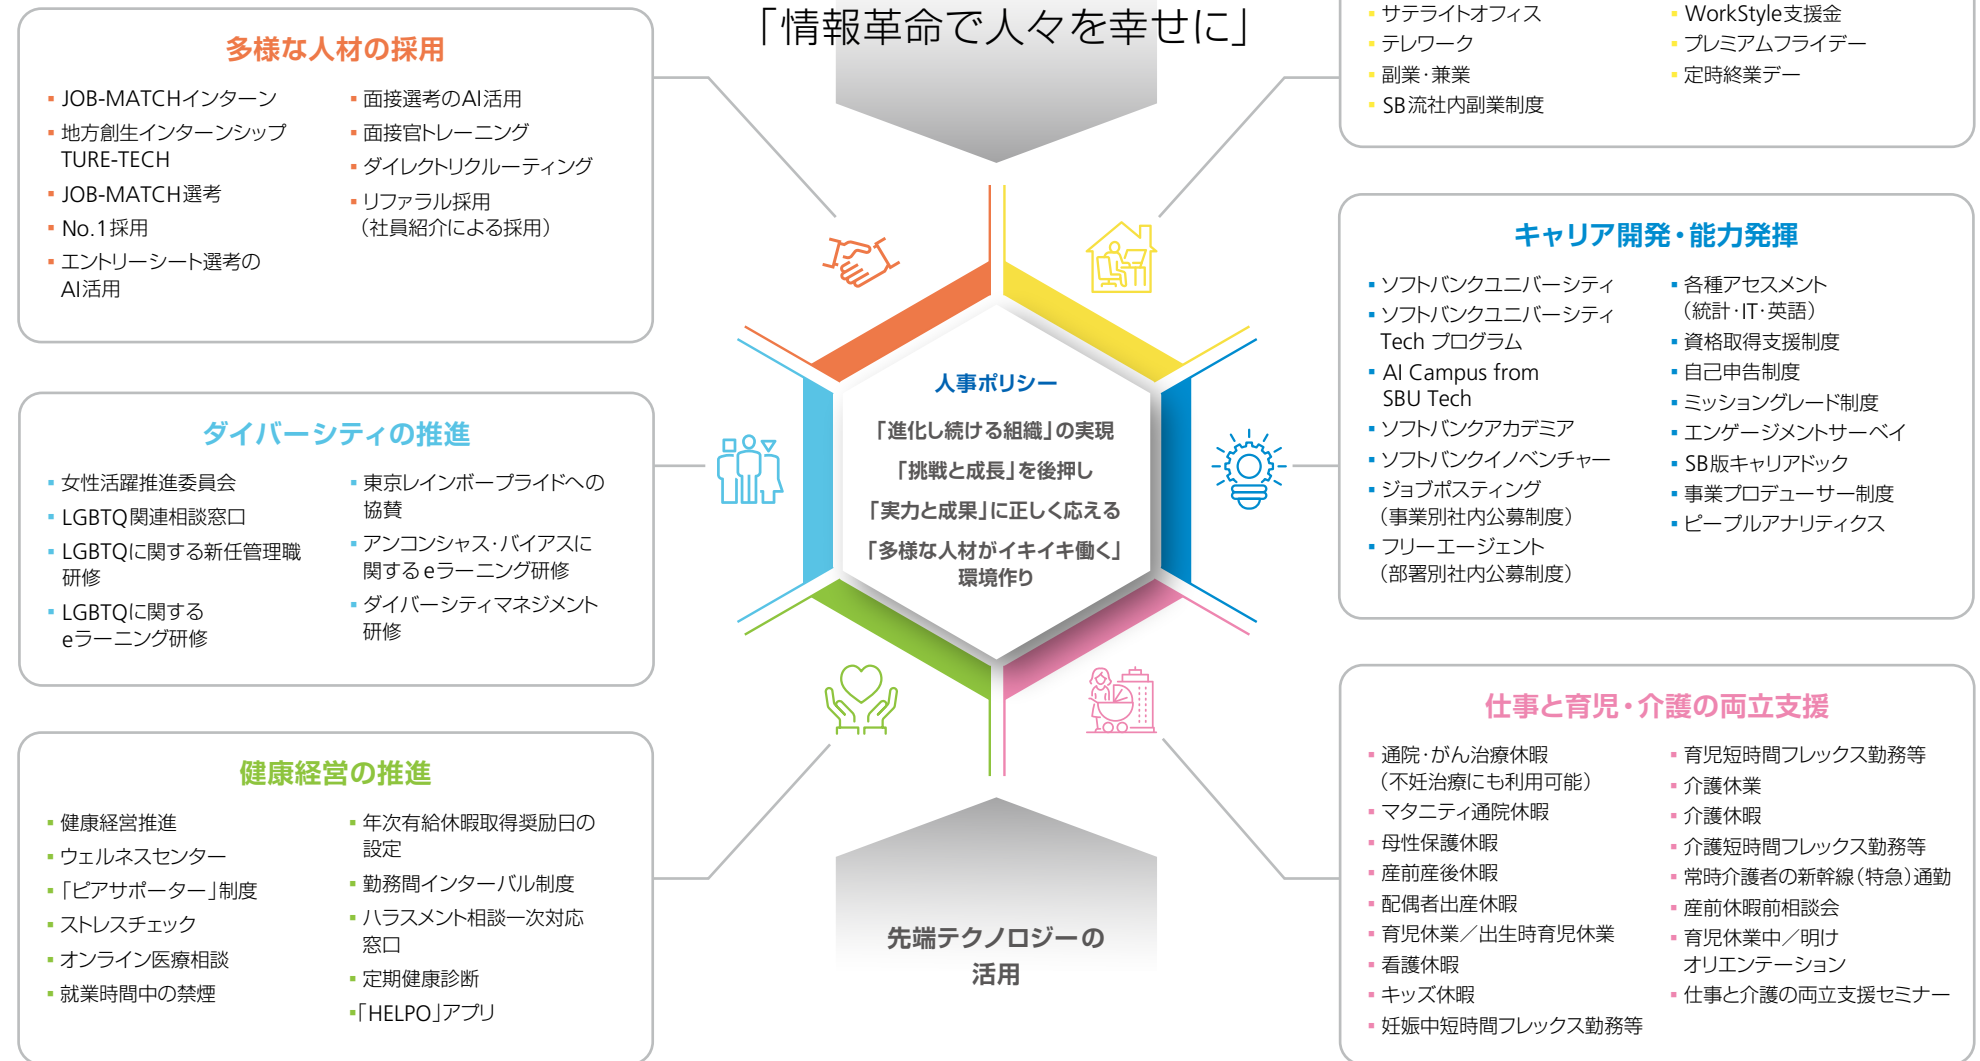 「情報革命で人々を幸せに」
多様な人材の採用
▪ JOB-MATCHインターン
▪ 地方創生インターンシップ
TURE-TECH
▪ JOB-MATCH選考
▪ No.1採用
▪ エントリーシート選考の
AI活用
▪ 面接選考のAI活用
▪ 面接官トレーニング
▪ ダイレクトリクルーティング
▪ リファラル採用
（社員紹介による採用）
ダイバーシティの推進
▪ 女性活躍推進委員会
▪ LGBTQ関連相談窓口
▪ LGBTQに関する新任管理職
研修
▪ LGBTQに関する
eラーニング研修
▪ 東京レインボープライドへの
協賛
▪ アンコンシャス・バイアスに
関するeラーニング研修
▪ ダイバーシティマネジメント
研修
健康経営の推進
▪ 健康経営推進
▪ ウェルネスセンター
▪ 「ピアサポーター」制度
▪ ストレスチェック
▪ オンライン医療相談
▪ 就業時間中の禁煙
▪ 年次有給休暇取得奨励日の
設定
▪ 勤務間インターバル制度
▪ ハラスメント相談一次対応
窓口
▪ 定期健康診断
▪ 「HELPO」アプリ
人事ポリシー
「進化し続ける組織」の実現
「挑戦と成長」を後押し
「実力と成果」に正しく応える
「多様な人材がイキイキ働く」
環境作り
先端テクノロジーの
活用
▪ サテライトオフィス
▪ テレワーク
▪ 副業・兼業
▪ SB流社内副業制度
▪ WorkStyle支援金
▪ プレミアムフライデー
▪ 定時終業デー
キャリア開発・能力発揮
▪ ソフトバンクユニバーシティ
▪ ソフトバンクユニバーシティ
Tech プログラム
▪ AI Campus from
SBU Tech
▪ ソフトバンクアカデミア
▪ ソフトバンクイノベンチャー
▪ ジョブポスティング
（事業別社内公募制度）
▪ フリーエージェント
（部署別社内公募制度）
▪ 各種アセスメント
（統計・IT・英語）
▪ 資格取得支援制度
▪ 自己申告制度
▪ ミッショングレード制度
▪ エンゲージメントサーベイ
▪ SB版キャリアドック
▪ 事業プロデューサー制度
▪ ピープルアナリティクス
仕事と育児・介護の両立支援
▪ 通院・がん治療休暇
（不妊治療にも利用可能）
▪ マタニティ通院休暇
▪ 母性保護休暇
▪ 産前産後休暇
▪ 配偶者出産休暇
▪ 育児休業／出生時育児休業
▪ 看護休暇
▪ キッズ休暇
▪ 妊娠中短時間フレックス勤務等
▪ 育児短時間フレックス勤務等
▪ 介護休業
▪ 介護休暇
▪ 介護短時間フレックス勤務等
▪ 常時介護者の新幹線（特急）通勤
▪ 産前休暇前相談会
▪ 育児休業中／明け
オリエンテーション
▪ 仕事と介護の両立支援セミナー